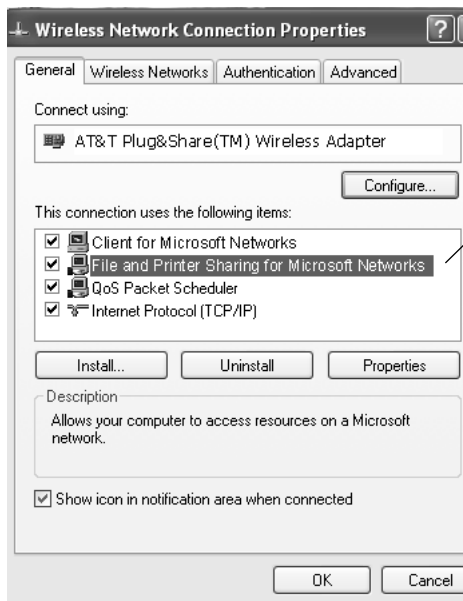 Wireless Network Connection Properties ?
General Wireless Networks Authentication Advanced
Connect using:
AT&T Plug&Share(TM) Wireless Adapter
Configure...
This connection uses the following items:
Client for Microsoft Networks
File and Printer Sharing for Microsoft Networks
QoS Packet Scheduler
Internet Protocol (TCP/IP)
Install... Uninstall Properties
Description
Allows your computer to access resources on a Microsoft
network.
Show icon in notification area when connected
OK Cancel